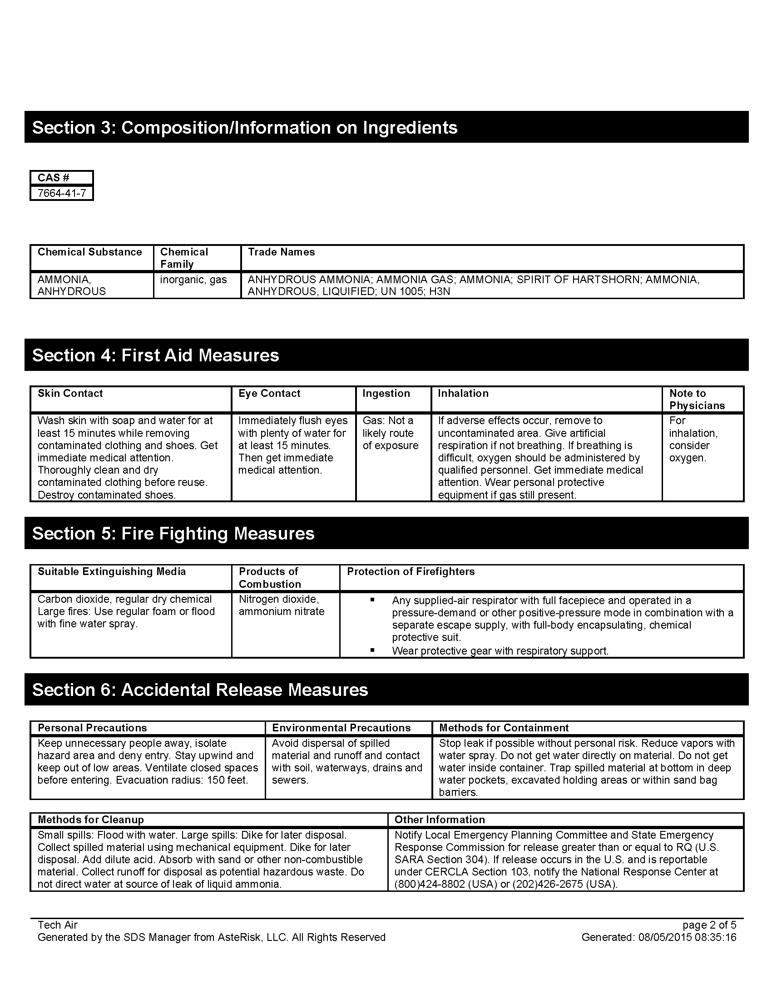 Section 3: Composition/Information on Ingredients
CAS #
7664-41-7
Chemical Substance
Chemical
Family
Trade Names
AMMONIA,
ANHYDROUS
inorganic, gas
ANHYDROUS AMMONIA; AMMONIA GAS; AMMONIA; SPIRIT OF HARTSHORN; AMMONIA,
ANHYDROUS, LIQUIFIED; UN 1005; H3N
Section 4: First Aid Measures
Skin Contact
Eye Contact
Ingestion
Inhalation
Note to
Physicians
Wash skin with soap and water for at
least 15 minutes while removing
contaminated clothing and shoes. Get
immediate medical attention.
Thoroughly clean and dry
contaminated clothing before reuse.
Destroy contaminated shoes.
Immediately flush eyes
with plenty of water for
at least 15 minutes.
Then get immediate
medical attention.
Gas: Not a
likely route
of exposure
If adverse effects occur, remove to
uncontaminated area. Give artificial
respiration if not breathing. If breathing is
difficult, oxygen should be administered by
qualified personnel. Get immediate medical
attention. Wear personal protective
equipment if gas still present.
For
inhalation,
consider
oxygen.
Section 5: Fire Fighting Measures
Suitable Extinguishing Media
Products of
Combustion
Protection of Firefighters
Carbon dioxide, regular dry chemical
Large fires: Use regular foam or flood
with fine water spray.
Nitrogen dioxide,
ammonium nitrate
▪ Any supplied-air respirator with full facepiece and operated in a
pressure-demand or other positive-pressure mode in combination with a
separate escape supply, with full-body encapsulating, chemical
protective suit.
▪ Wear protective gear with respiratory support.
Section 6: Accidental Release Measures
Personal Precautions
Environmental Precautions
Methods for Containment
Keep unnecessary people away, isolate
hazard area and deny entry. Stay upwind and
keep out of low areas. Ventilate closed spaces
before entering. Evacuation radius: 150 feet.
Avoid dispersal of spilled
material and runoff and contact
with soil, waterways, drains and
sewers.
Stop leak if possible without personal risk. Reduce vapors with
water spray. Do not get water directly on material. Do not get
water inside container. Trap spilled material at bottom in deep
water pockets, excavated holding areas or within sand bag
barriers.
Methods for Cleanup
Other Information
Small spills: Flood with water. Large spills: Dike for later disposal.
Collect spilled material using mechanical equipment. Dike for later
disposal. Add dilute acid. Absorb with sand or other non-combustible
material. Collect runoff for disposal as potential hazardous waste. Do
not direct water at source of leak of liquid ammonia.
Notify Local Emergency Planning Committee and State Emergency
Response Commission for release greater than or equal to RQ (U.S.
SARA Section 304). If release occurs in the U.S. and is reportable
under CERCLA Section 103, notify the National Response Center at
(800)424-8802 (USA) or (202)426-2675 (USA).
Tech Air
page 2 of 5
Generated by the SDS Manager from AsteRisk, LLC. All Rights Reserved
Generated: 08/05/2015 08:35:16